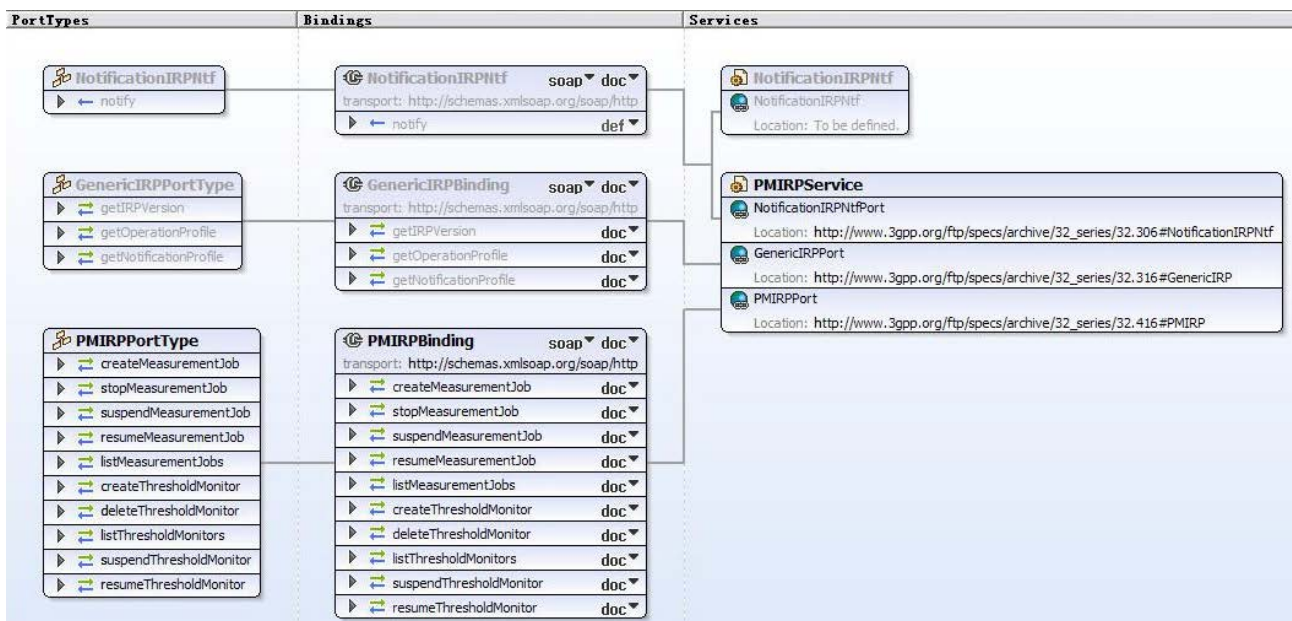 PortTypes
Bindings
Services
NotificationIRPNtf
notify
GenericIRPPortType
getIRPVersion
getOperationProfile
getNotificationProfile
PMIRPPortType
createMeasurementJob
stopMeasurementJob
suspendMeasurementJob
resumeMeasurementJob
listMeasurementJobs
createThresholdMonitor
deleteThresholdMonitor
listThresholdMonitors
suspendThresholdMonitor
resumeThresholdMonitor
NotificationIRPNtf soap doc
transport: http://schemas.xmlsoap.org/soap/http
notify def
GenericIRPBinding soap doc
transport: http://schemas.xmlsoap.org/soap/http
getIRPVersion doc
getOperationProfile doc
getNotificationProfile doc
PMIRPBinding soap doc
transport: http://schemas.xmlsoap.org/soap/http
createMeasurementJob doc
stopMeasurementJob doc
suspendMeasurementJob doc
resumeMeasurementJob doc
listMeasurementJobs doc
createThresholdMonitor doc
deleteThresholdMonitor doc
listThresholdMonitors doc
suspendThresholdMonitor doc
resumeThresholdMonitor doc
NotificationIRPNtf
NotificationIRPNtf
Location: To be defined.
PMIRPService
NotificationIRPNtfPort
Location: http://www.3gpp.org/ftp/specs/archive/32_series/32.306#NotificationIRPNtf
GenericIRPPort
Location: http://www.3gpp.org/ftp/specs/archive/32_series/32.316#GenericIRP
PMIRPPort
Location: http://www.3gpp.org/ftp/specs/archive/32_series/32.416#PMIRP